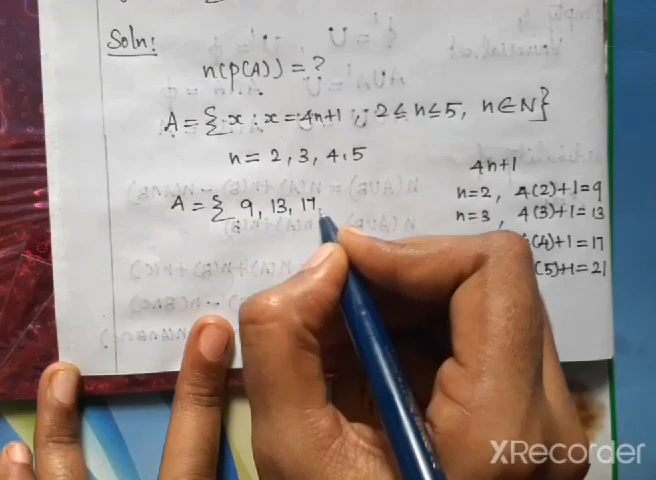 Soln:
n(p(A)) = ?
A = { x : x = 4n+1 , 2 ≤ n ≤ 5, n ∈ N}
n = 2, 3, 4, 5
A = { 9, 13, 17,
4n+1
n=2, 4(2)+1=9
n=3, 4(3)+1=13
(4)+1=17
(5)+1=21
XRecorder